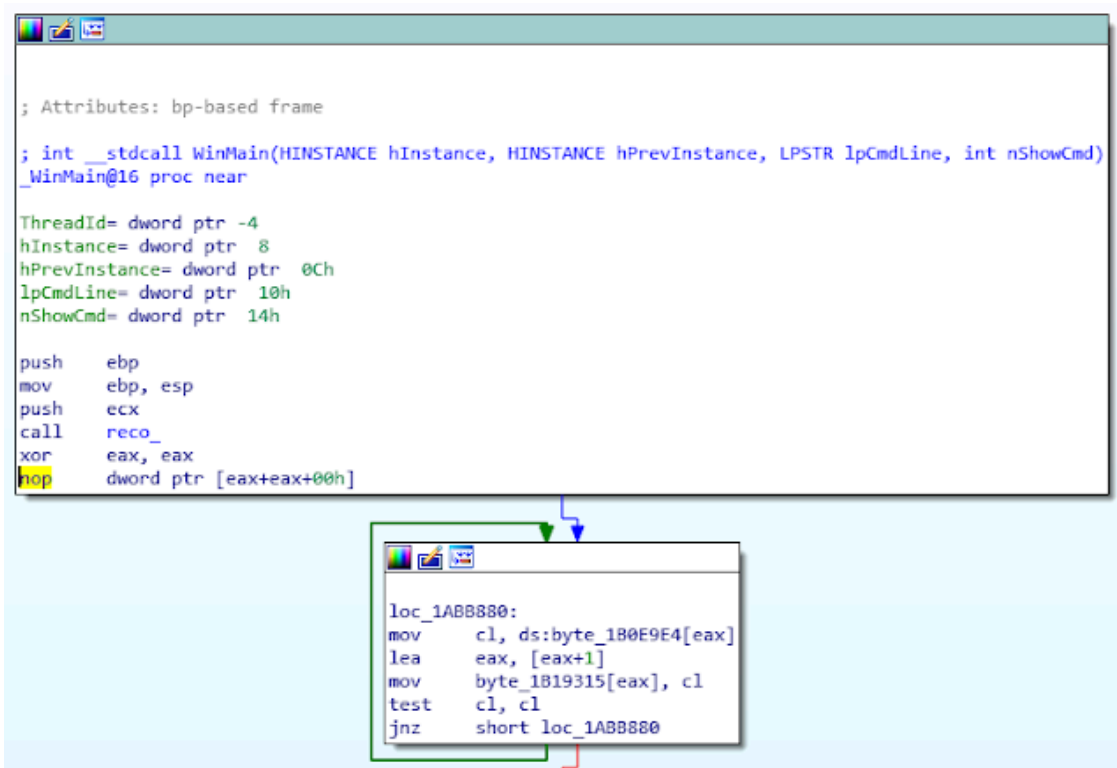 ; Attributes: bp-based frame
; int __stdcall WinMain(HINSTANCE hInstance, HINSTANCE hPrevInstance, LPSTR lpCmdLine, int nShowCmd)
_WinMain@16 proc near
ThreadId= dword ptr -4
hInstance= dword ptr  8
hPrevInstance= dword ptr  0Ch
lpCmdLine= dword ptr  10h
nShowCmd= dword ptr  14h
push    ebp
mov     ebp, esp
push    ecx
call    reco_
xor     eax, eax
nop     dword ptr [eax+eax+00h]
loc_1ABB880:
mov     cl, ds:byte_1B0E9E4[eax]
lea     eax, [eax+1]
mov     byte_1B19315[eax], cl
test    cl, cl
jnz     short loc_1ABB880